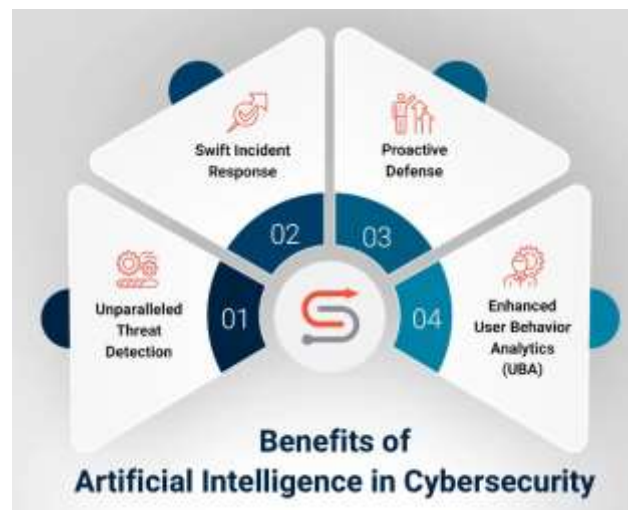 01
Unparalleled
Threat
Detection
02
Swift Incident
Response
03
Proactive
Defense
04
Enhanced
User Behavior
Analytics
(UBA)
Benefits of
Artificial Intelligence in Cybersecurity